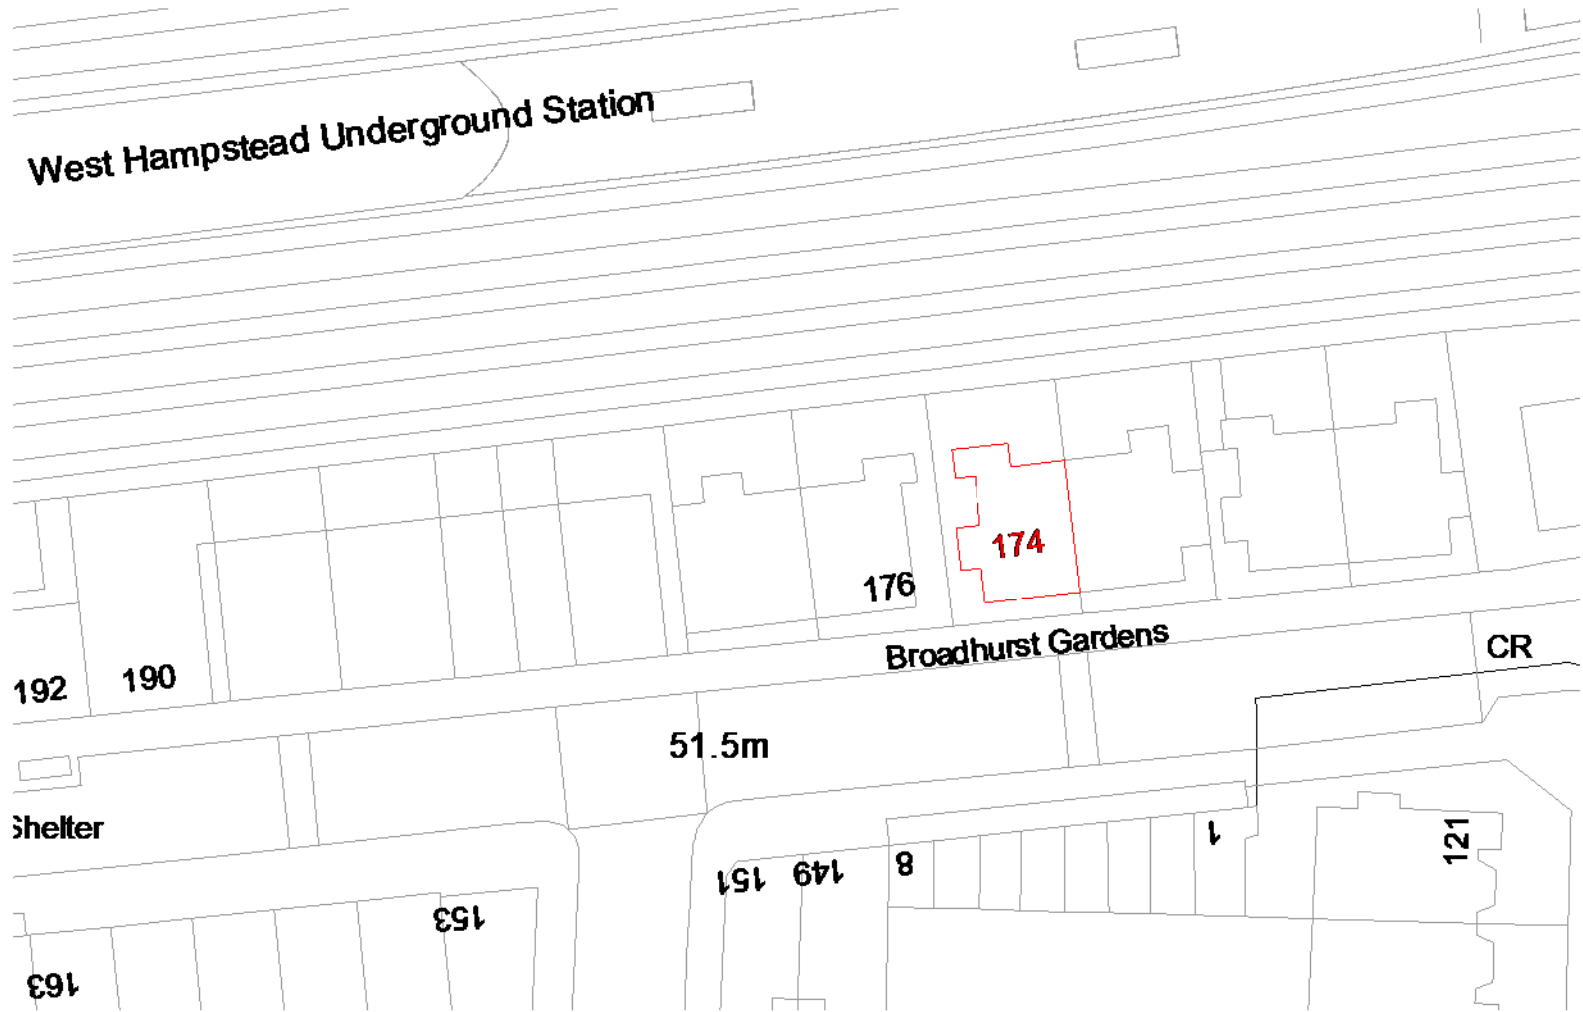 West Hampstead Underground Station
174
176
Broadhurst Gardens
CR
190
192
51.5m
Shelter
1
121
8
149
151
153
163